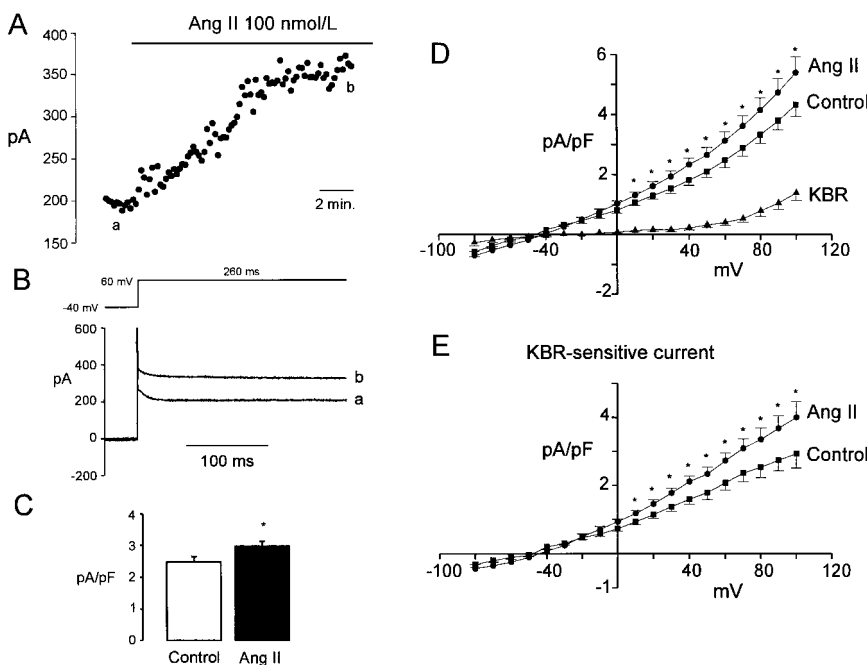 A
Ang II 100 nmol/L
400
350
300
pA
250
200
150
a
b
2 min.
B
60 mV
260 ms
-40 mV
600
400
pA
200
0
-200
b
a
100 ms
C
4
3
pA/pF
2
1
0
*
Control
Ang II
D
6
4
pA/pF
2
-2
* * * * * * * * * *
Ang II
Control
KBR
-100
-40
0
40
80
120
mV
E
KBR-sensitive current
4
pA/pF
2
-1
* * * * * * * * * *
Ang II
Control
-100
-40
0
40
80
120
mV